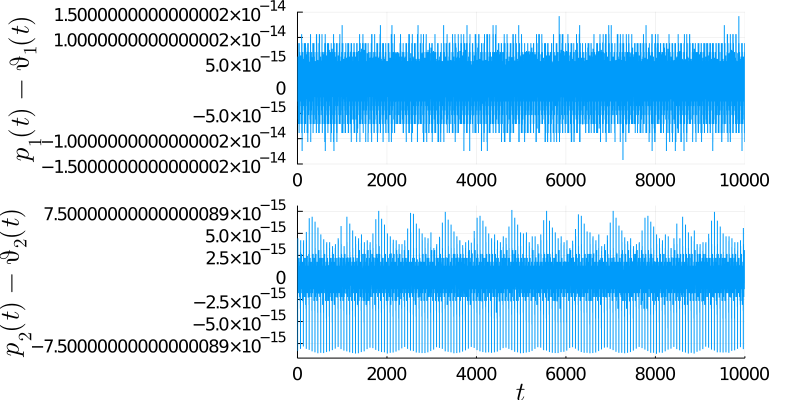 p₁(t) − ϑ₁(t)
1.5000000000000002×10⁻¹⁴
1.0000000000000002×10⁻¹⁴
5.0×10⁻¹⁵
0
−5.0×10⁻¹⁵
−1.0000000000000002×10⁻¹⁴
−1.5000000000000002×10⁻¹⁴
0 2000 4000 6000 8000 10000
p₂(t) − ϑ₂(t)
7.500000000000000089×10⁻¹⁵
5.0×10⁻¹⁵
2.5×10⁻¹⁵
0
−2.5×10⁻¹⁵
−5.0×10⁻¹⁵
−7.500000000000000089×10⁻¹⁵
0 2000 4000 6000 8000 10000
t